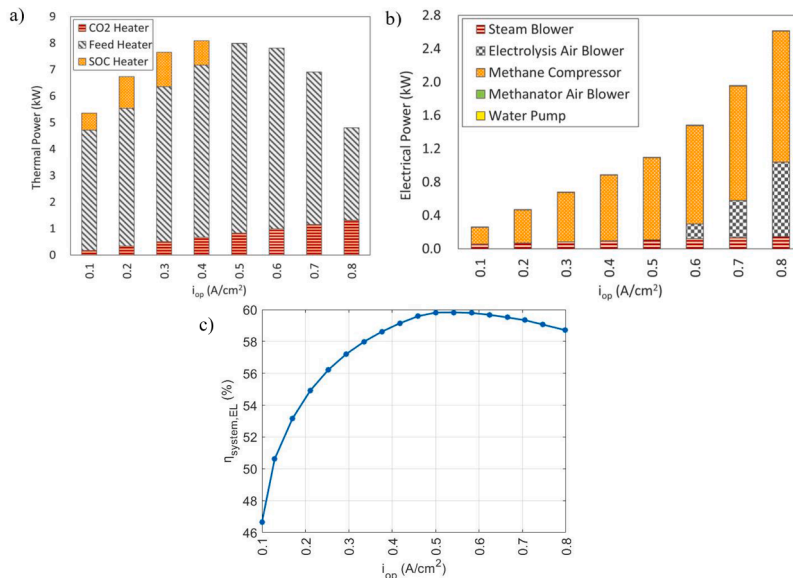 a)
9
8
7
6
5
4
3
2
1
0
Thermal Power (kW)
CO2 Heater
Feed Heater
SOC Heater
0.1 0.2 0.3 0.4 0.5 0.6 0.7 0.8
iop (A/cm²)
b)
2.8
2.4
2.0
1.6
1.2
0.8
0.4
0.0
Electrical Power (kW)
Steam Blower
Electrolysis Air Blower
Methane Compressor
Methanator Air Blower
Water Pump
0.1 0.2 0.3 0.4 0.5 0.6 0.7 0.8
iop (A/cm²)
c)
60
58
56
54
52
50
48
46
ηsystem,EL (%)
0.1 0.2 0.3 0.4 0.5 0.6 0.7 0.8
iop (A/cm²)